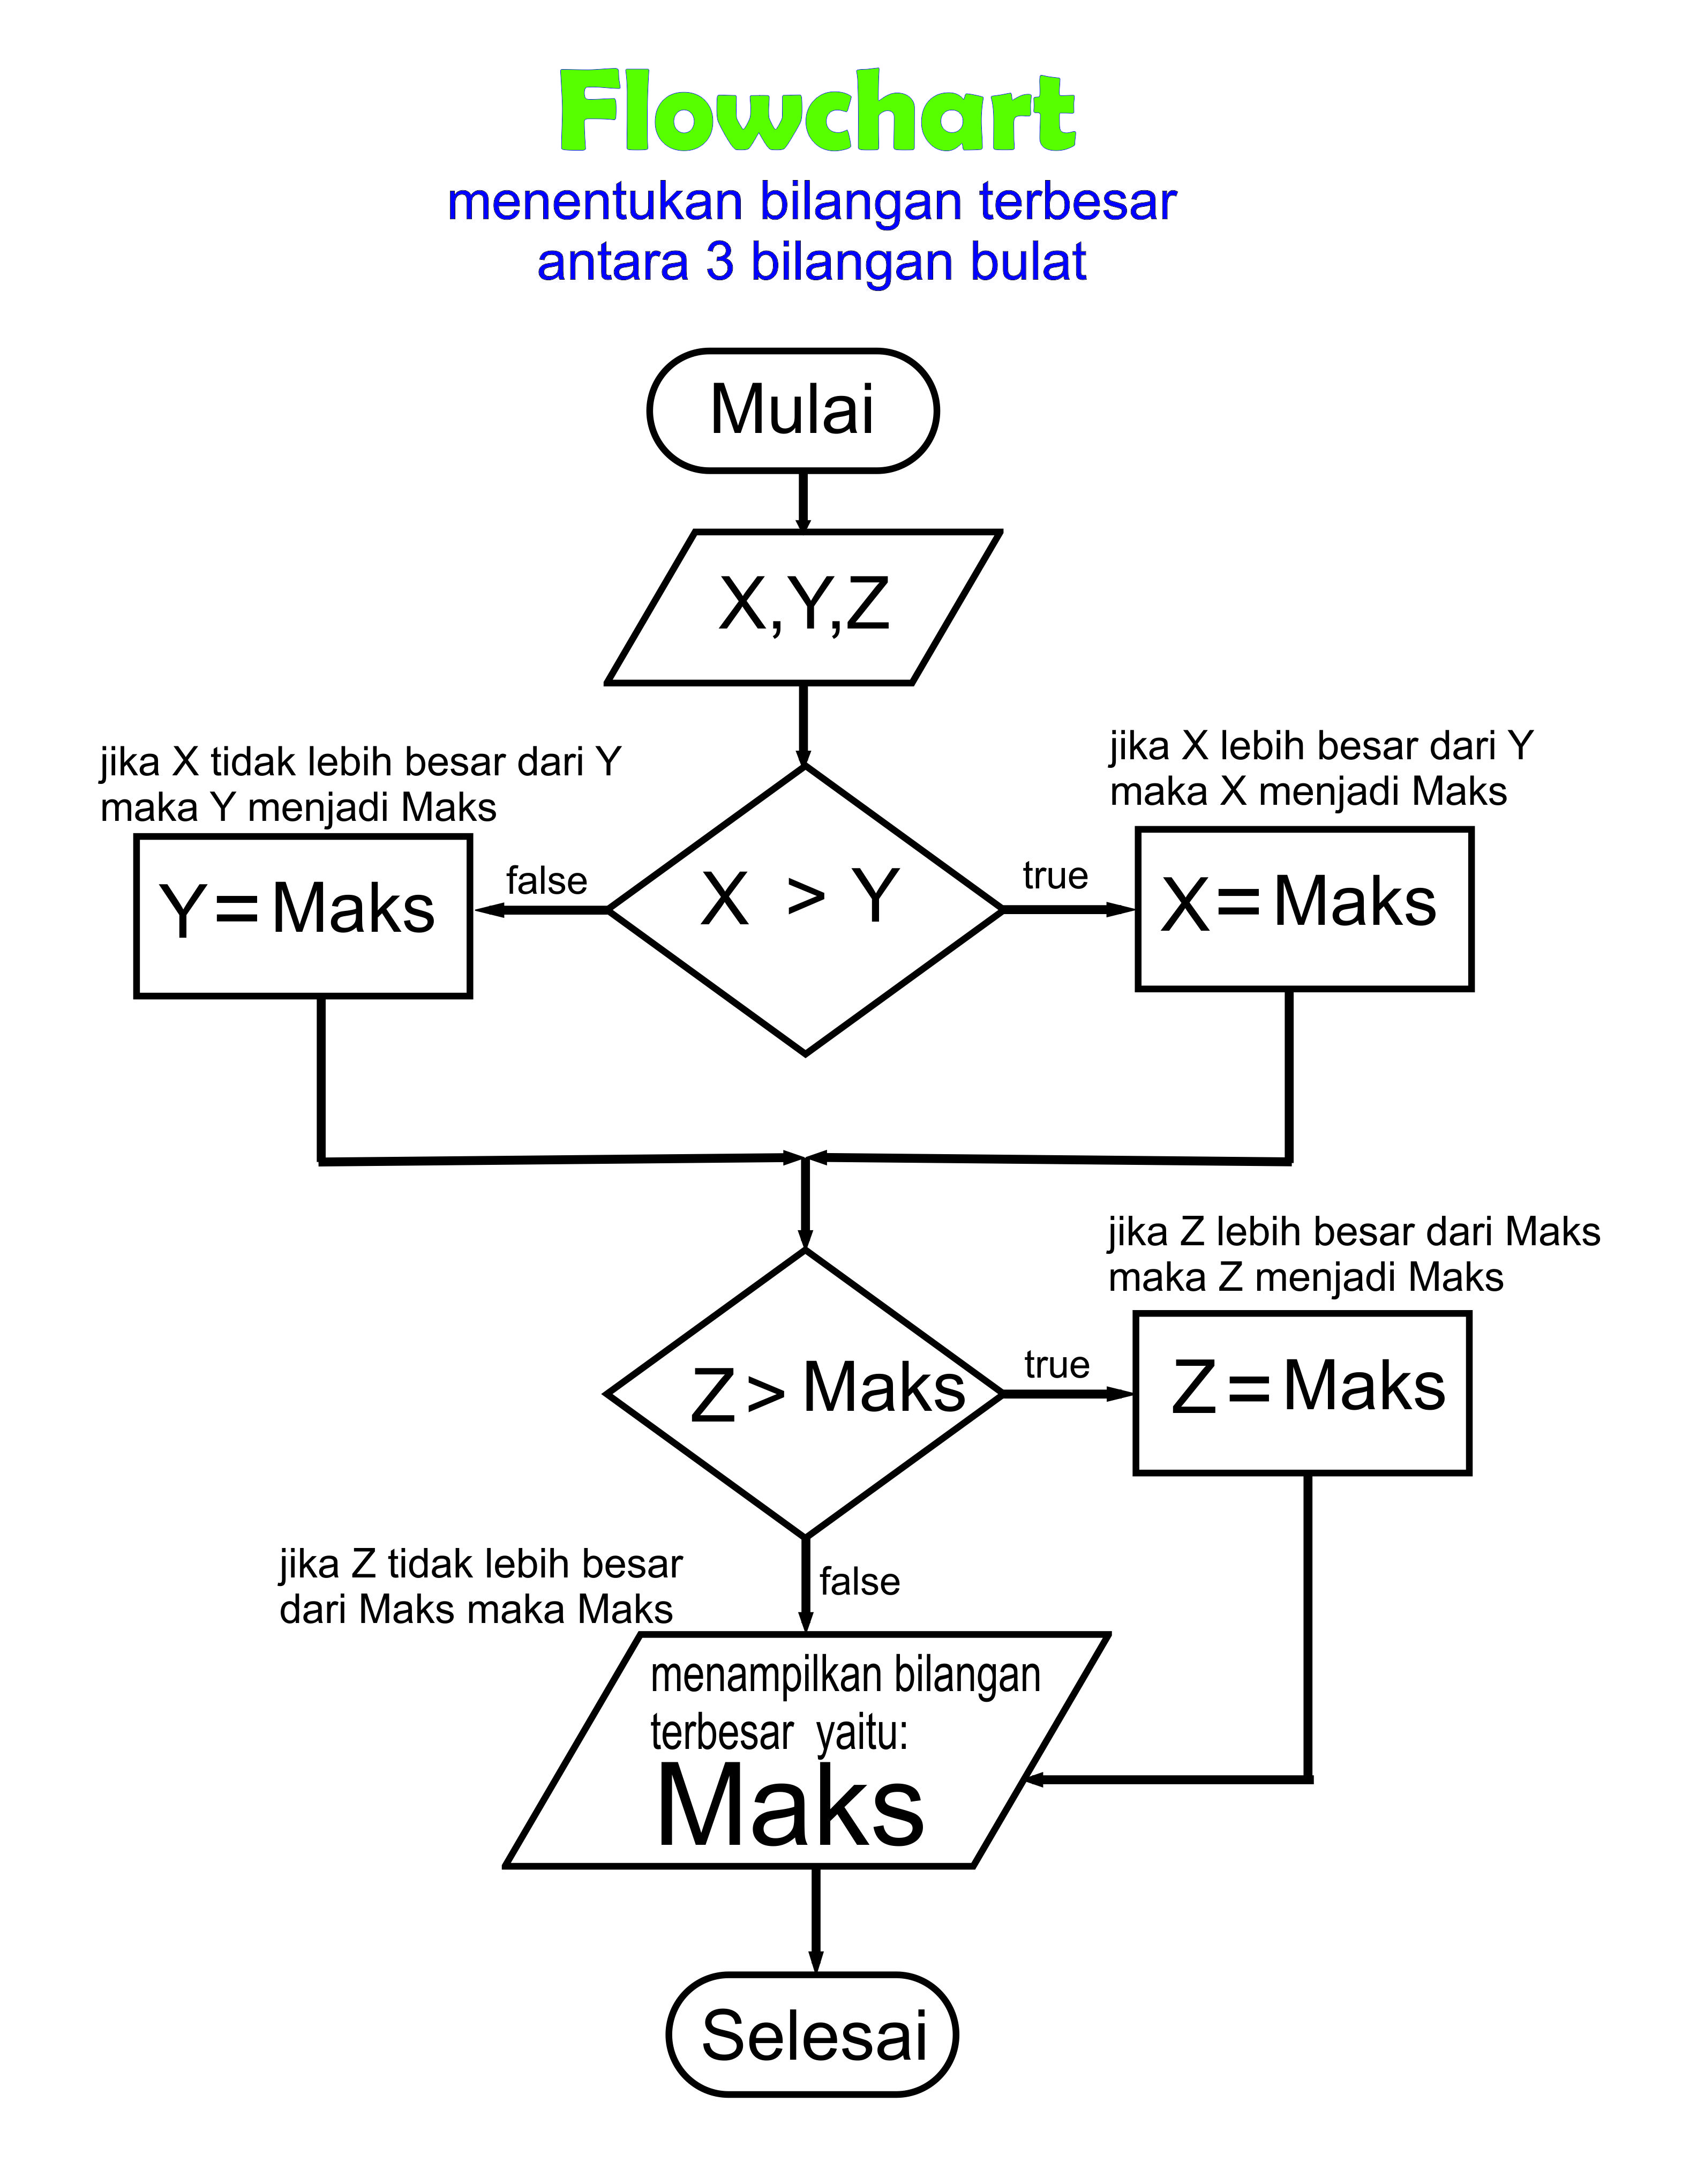 Flowchart
menentukan bilangan terbesar
antara 3 bilangan bulat
Mulai
X,Y,Z
jika X tidak lebih besar dari Y
maka Y menjadi Maks
jika X lebih besar dari Y
maka X menjadi Maks
Y = Maks
false
X > Y
true
X = Maks
jika Z lebih besar dari Maks
maka Z menjadi Maks
Z > Maks
true
Z = Maks
jika Z tidak lebih besar
dari Maks maka Maks
false
menampilkan bilangan
terbesar yaitu:
Maks
Selesai